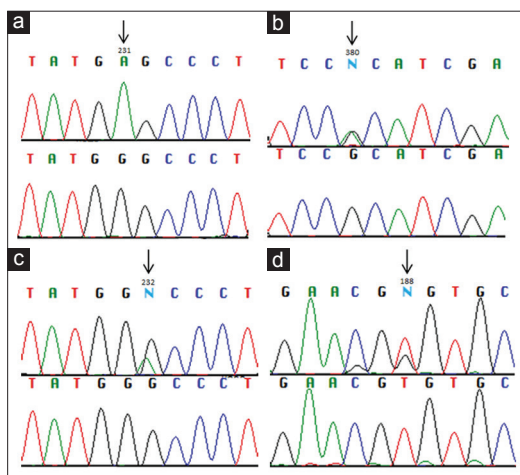 a
231
T A T G A G C C C T
T A T G G G C C C T
b
380
T C C N C A T C G A
T C C G C A T C G A
c
232
T A T G G N C C C T
T A T G G G C C C T
d
188
G A A C G N G T G C
G A A C G T G T G C